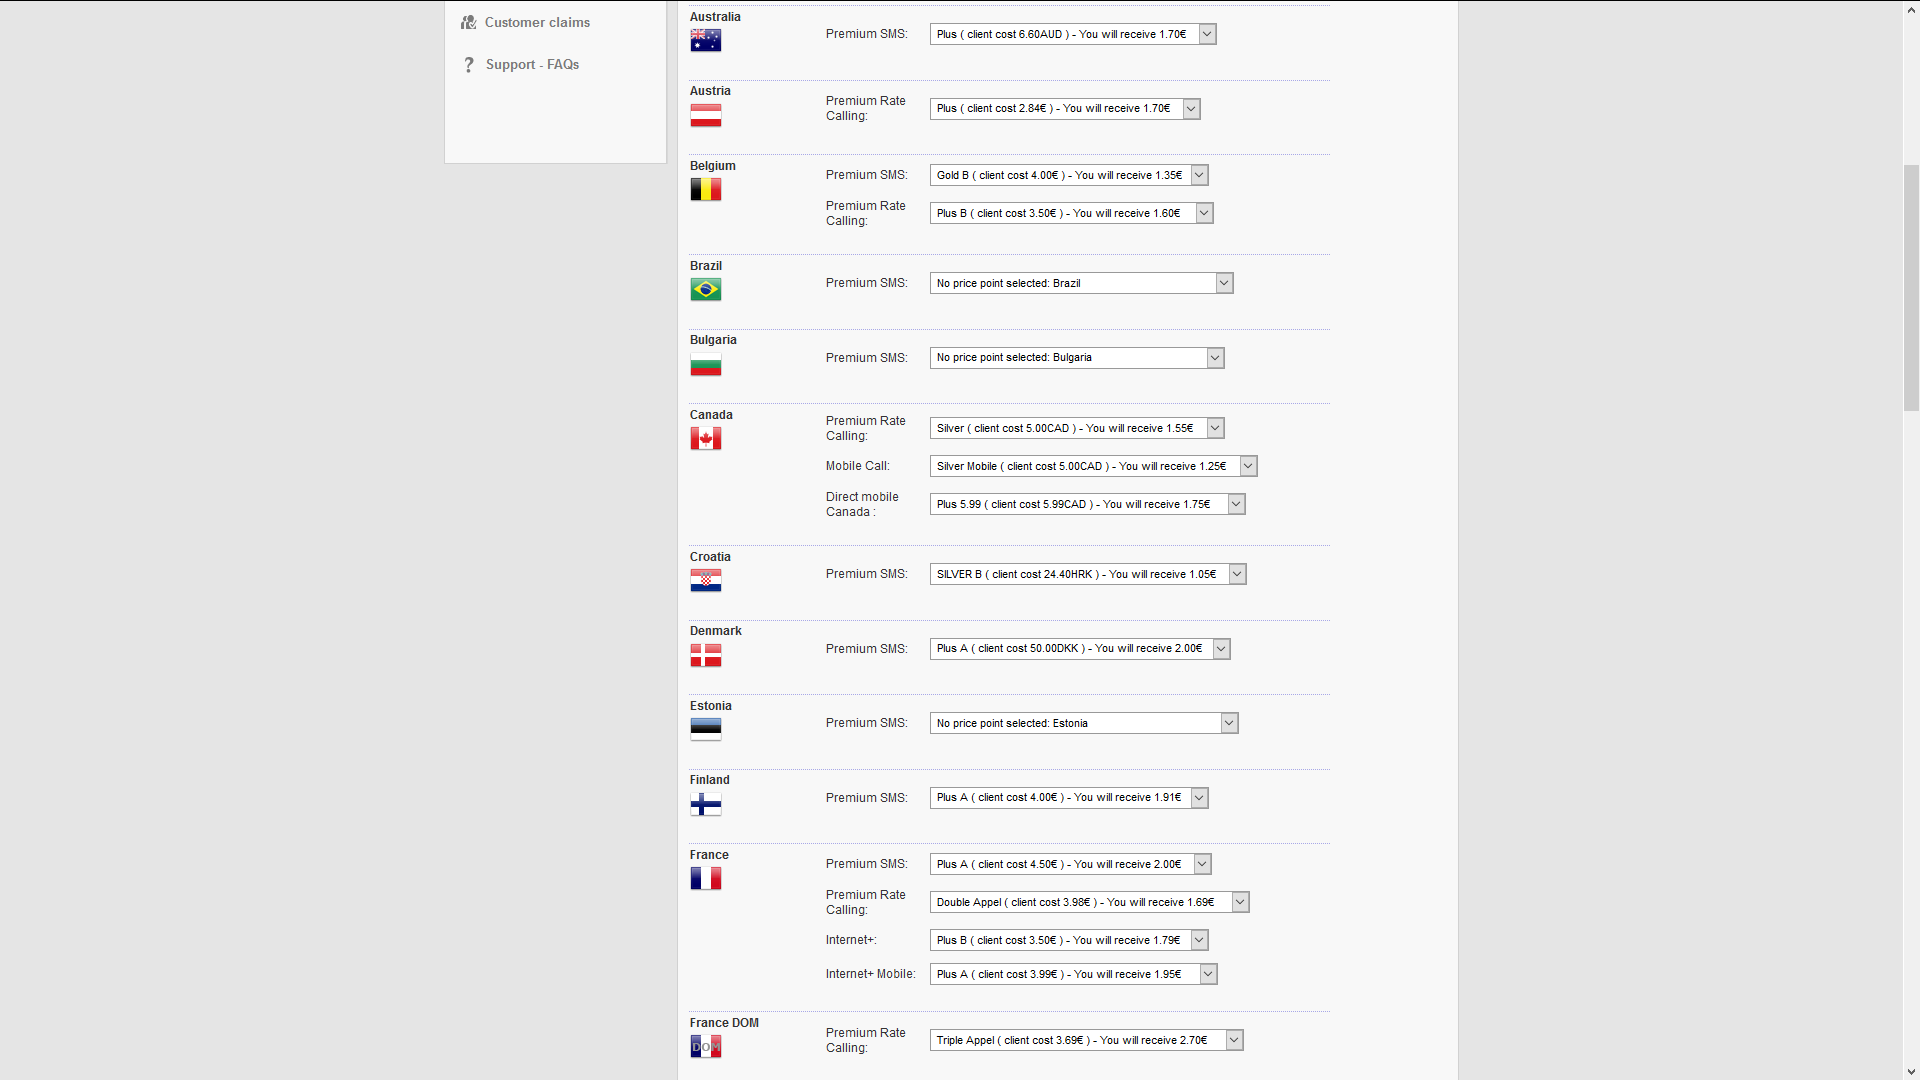 Customer claims
Support - FAQs
Australia
Premium SMS:
Plus ( client cost 6.60AUD ) - You will receive 1.70€
Austria
Premium Rate
Calling:
Plus ( client cost 2.84€ ) - You will receive 1.70€
Belgium
Premium SMS:
Gold B ( client cost 4.00€ ) - You will receive 1.35€
Premium Rate
Calling:
Plus B ( client cost 3.50€ ) - You will receive 1.60€
Brazil
Premium SMS:
No price point selected: Brazil
Bulgaria
Premium SMS:
No price point selected: Bulgaria
Canada
Premium Rate
Calling:
Silver ( client cost 5.00CAD ) - You will receive 1.55€
Mobile Call:
Silver Mobile ( client cost 5.00CAD ) - You will receive 1.25€
Direct mobile
Canada :
Plus 5.99 ( client cost 5.99CAD ) - You will receive 1.75€
Croatia
Premium SMS:
SILVER B ( client cost 24.40HRK ) - You will receive 1.05€
Denmark
Premium SMS:
Plus A ( client cost 50.00DKK ) - You will receive 2.00€
Estonia
Premium SMS:
No price point selected: Estonia
Finland
Premium SMS:
Plus A ( client cost 4.00€ ) - You will receive 1.91€
France
Premium SMS:
Plus A ( client cost 4.50€ ) - You will receive 2.00€
Premium Rate
Calling:
Double Appel ( client cost 3.98€ ) - You will receive 1.69€
Internet+:
Plus B ( client cost 3.50€ ) - You will receive 1.79€
Internet+ Mobile:
Plus A ( client cost 3.99€ ) - You will receive 1.95€
France DOM
DOM
Premium Rate
Calling:
Triple Appel ( client cost 3.69€ ) - You will receive 2.70€